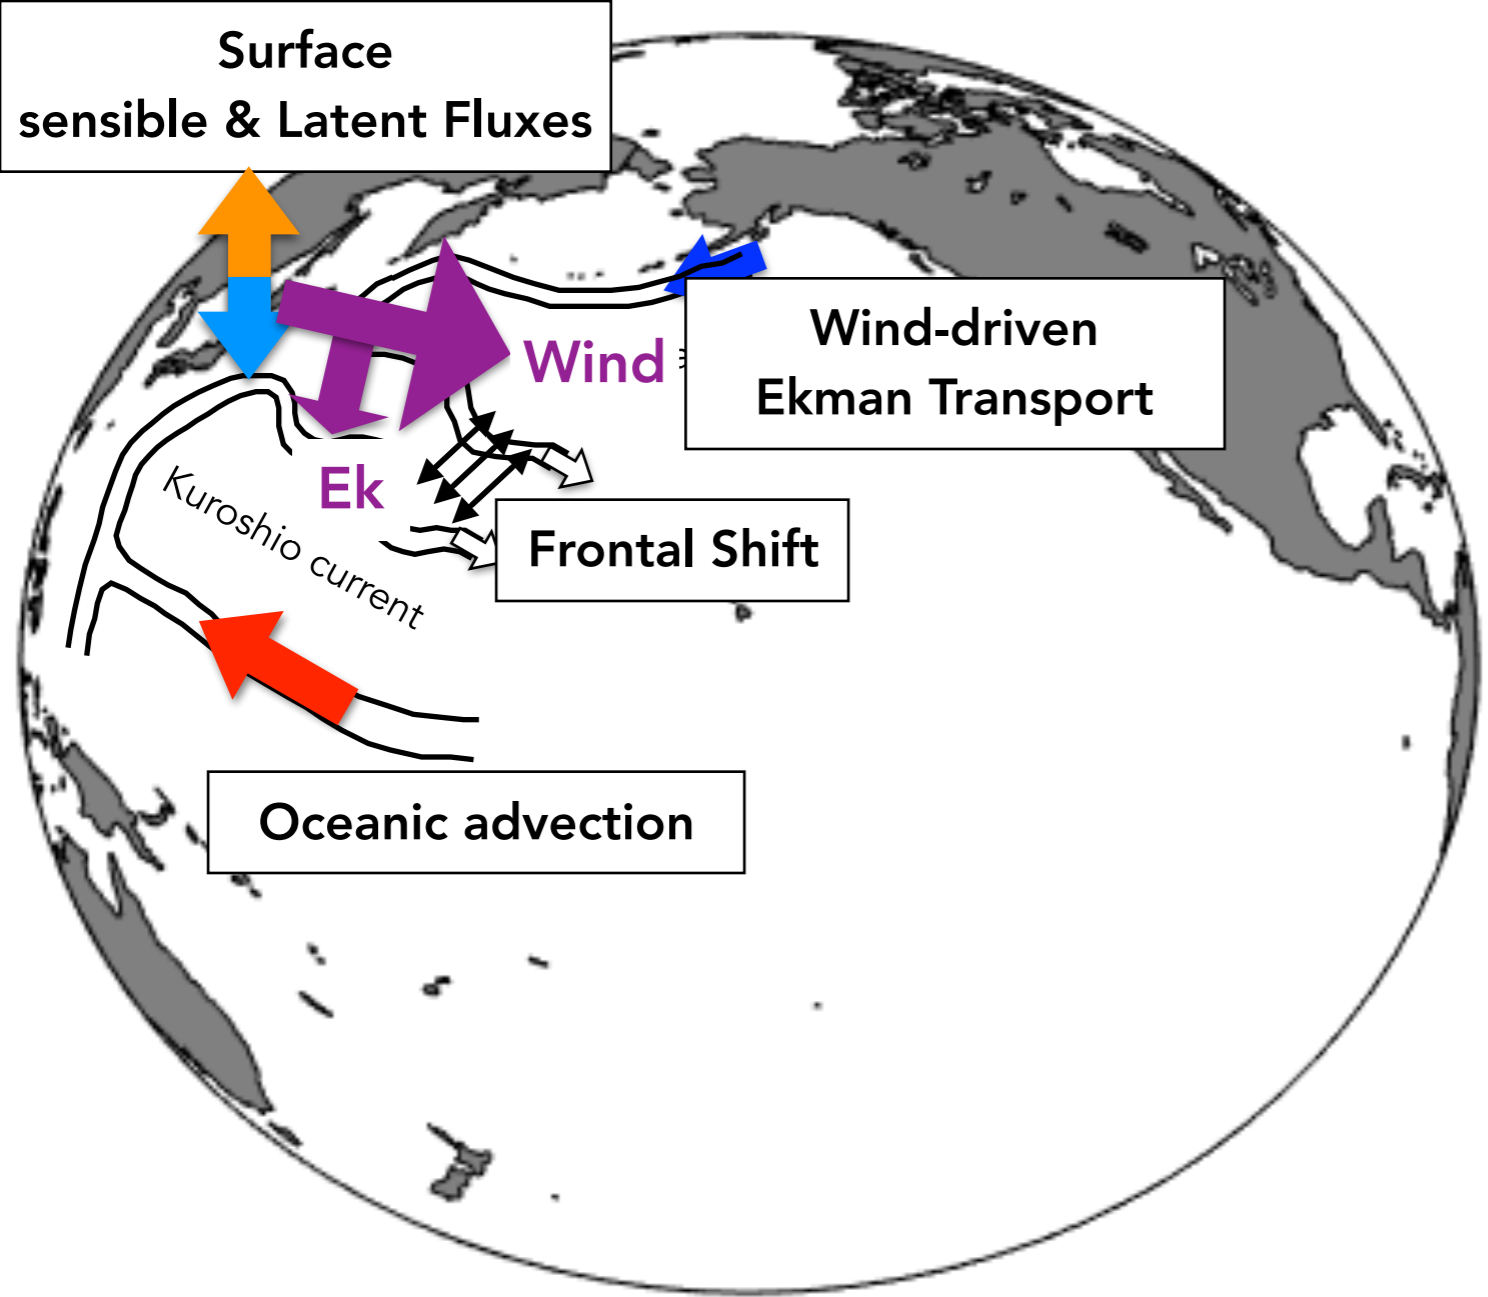 Surface
sensible & Latent Fluxes
Wind-driven
Ekman Transport
Wind
Ek
Kuroshio current
Frontal Shift
Oceanic advection